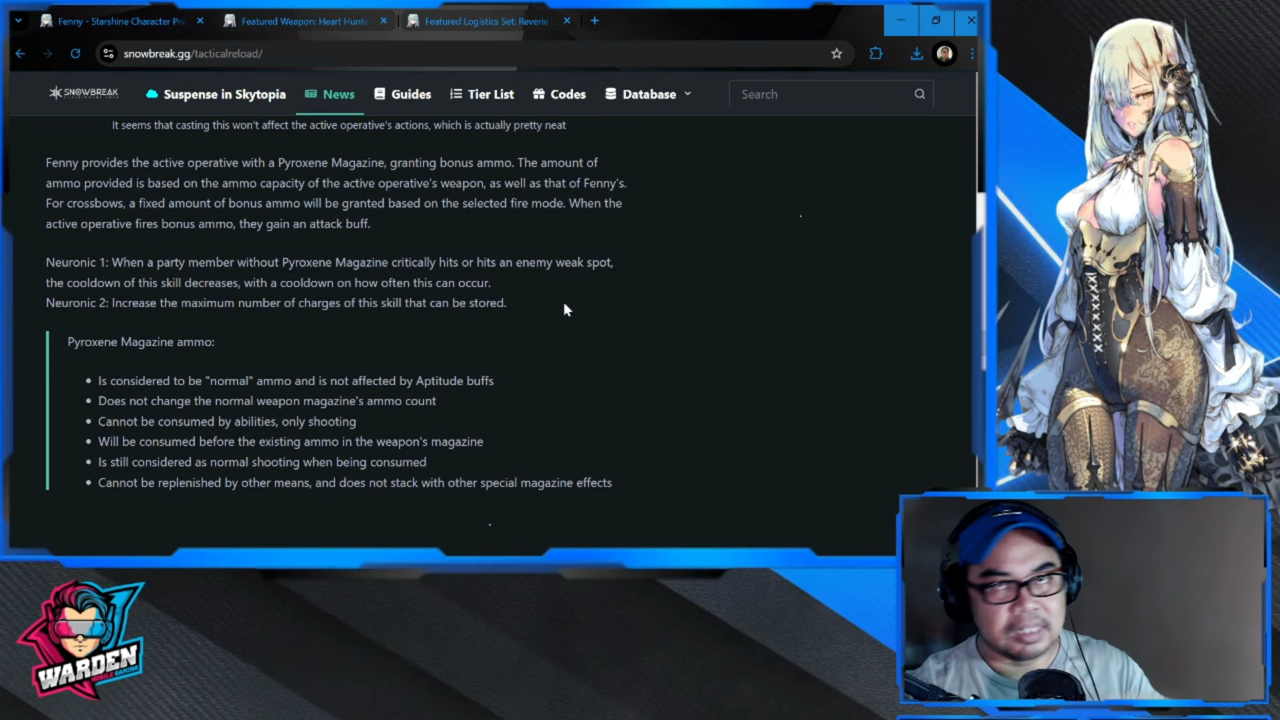 Fenny - Starshine Character Pre
Featured Weapon: Heart Hunte
Featured Logistics Set: Reverie
snowbreak.gg/tacticalreload/
SNOWBREAK
Suspense in Skytopia
News
Guides
Tier List
Codes
Database
Search
It seems that casting this won't affect the active operative's actions, which is actually pretty neat
Fenny provides the active operative with a Pyroxene Magazine, granting bonus ammo. The amount of
ammo provided is based on the ammo capacity of the active operative's weapon, as well as that of Fenny's.
For crossbows, a fixed amount of bonus ammo will be granted based on the selected fire mode. When the
active operative fires bonus ammo, they gain an attack buff.
Neuronic 1: When a party member without Pyroxene Magazine critically hits or hits an enemy weak spot,
the cooldown of this skill decreases, with a cooldown on how often this can occur.
Neuronic 2: Increase the maximum number of charges of this skill that can be stored.
Pyroxene Magazine ammo:
Is considered to be "normal" ammo and is not affected by Aptitude buffs
Does not change the normal weapon magazine's ammo count
Cannot be consumed by abilities, only shooting
Will be consumed before the existing ammo in the weapon's magazine
Is still considered as normal shooting when being consumed
Cannot be replenished by other means, and does not stack with other special magazine effects
WARDEN
MOBILE GAMING